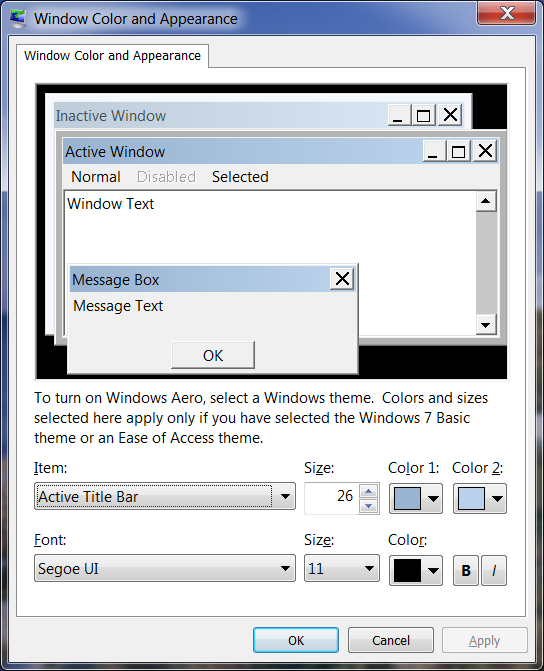 Window Color and Appearance
Window Color and Appearance
Inactive Window
Active Window
Normal Disabled Selected
Window Text
Message Box
Message Text
OK
To turn on Windows Aero, select a Windows theme. Colors and sizes
selected here apply only if you have selected the Windows 7 Basic
theme or an Ease of Access theme.
Item: Size: Color 1: Color 2:
Active Title Bar 26
Font: Size: Color:
Segoe UI 11 B I
OK Cancel Apply